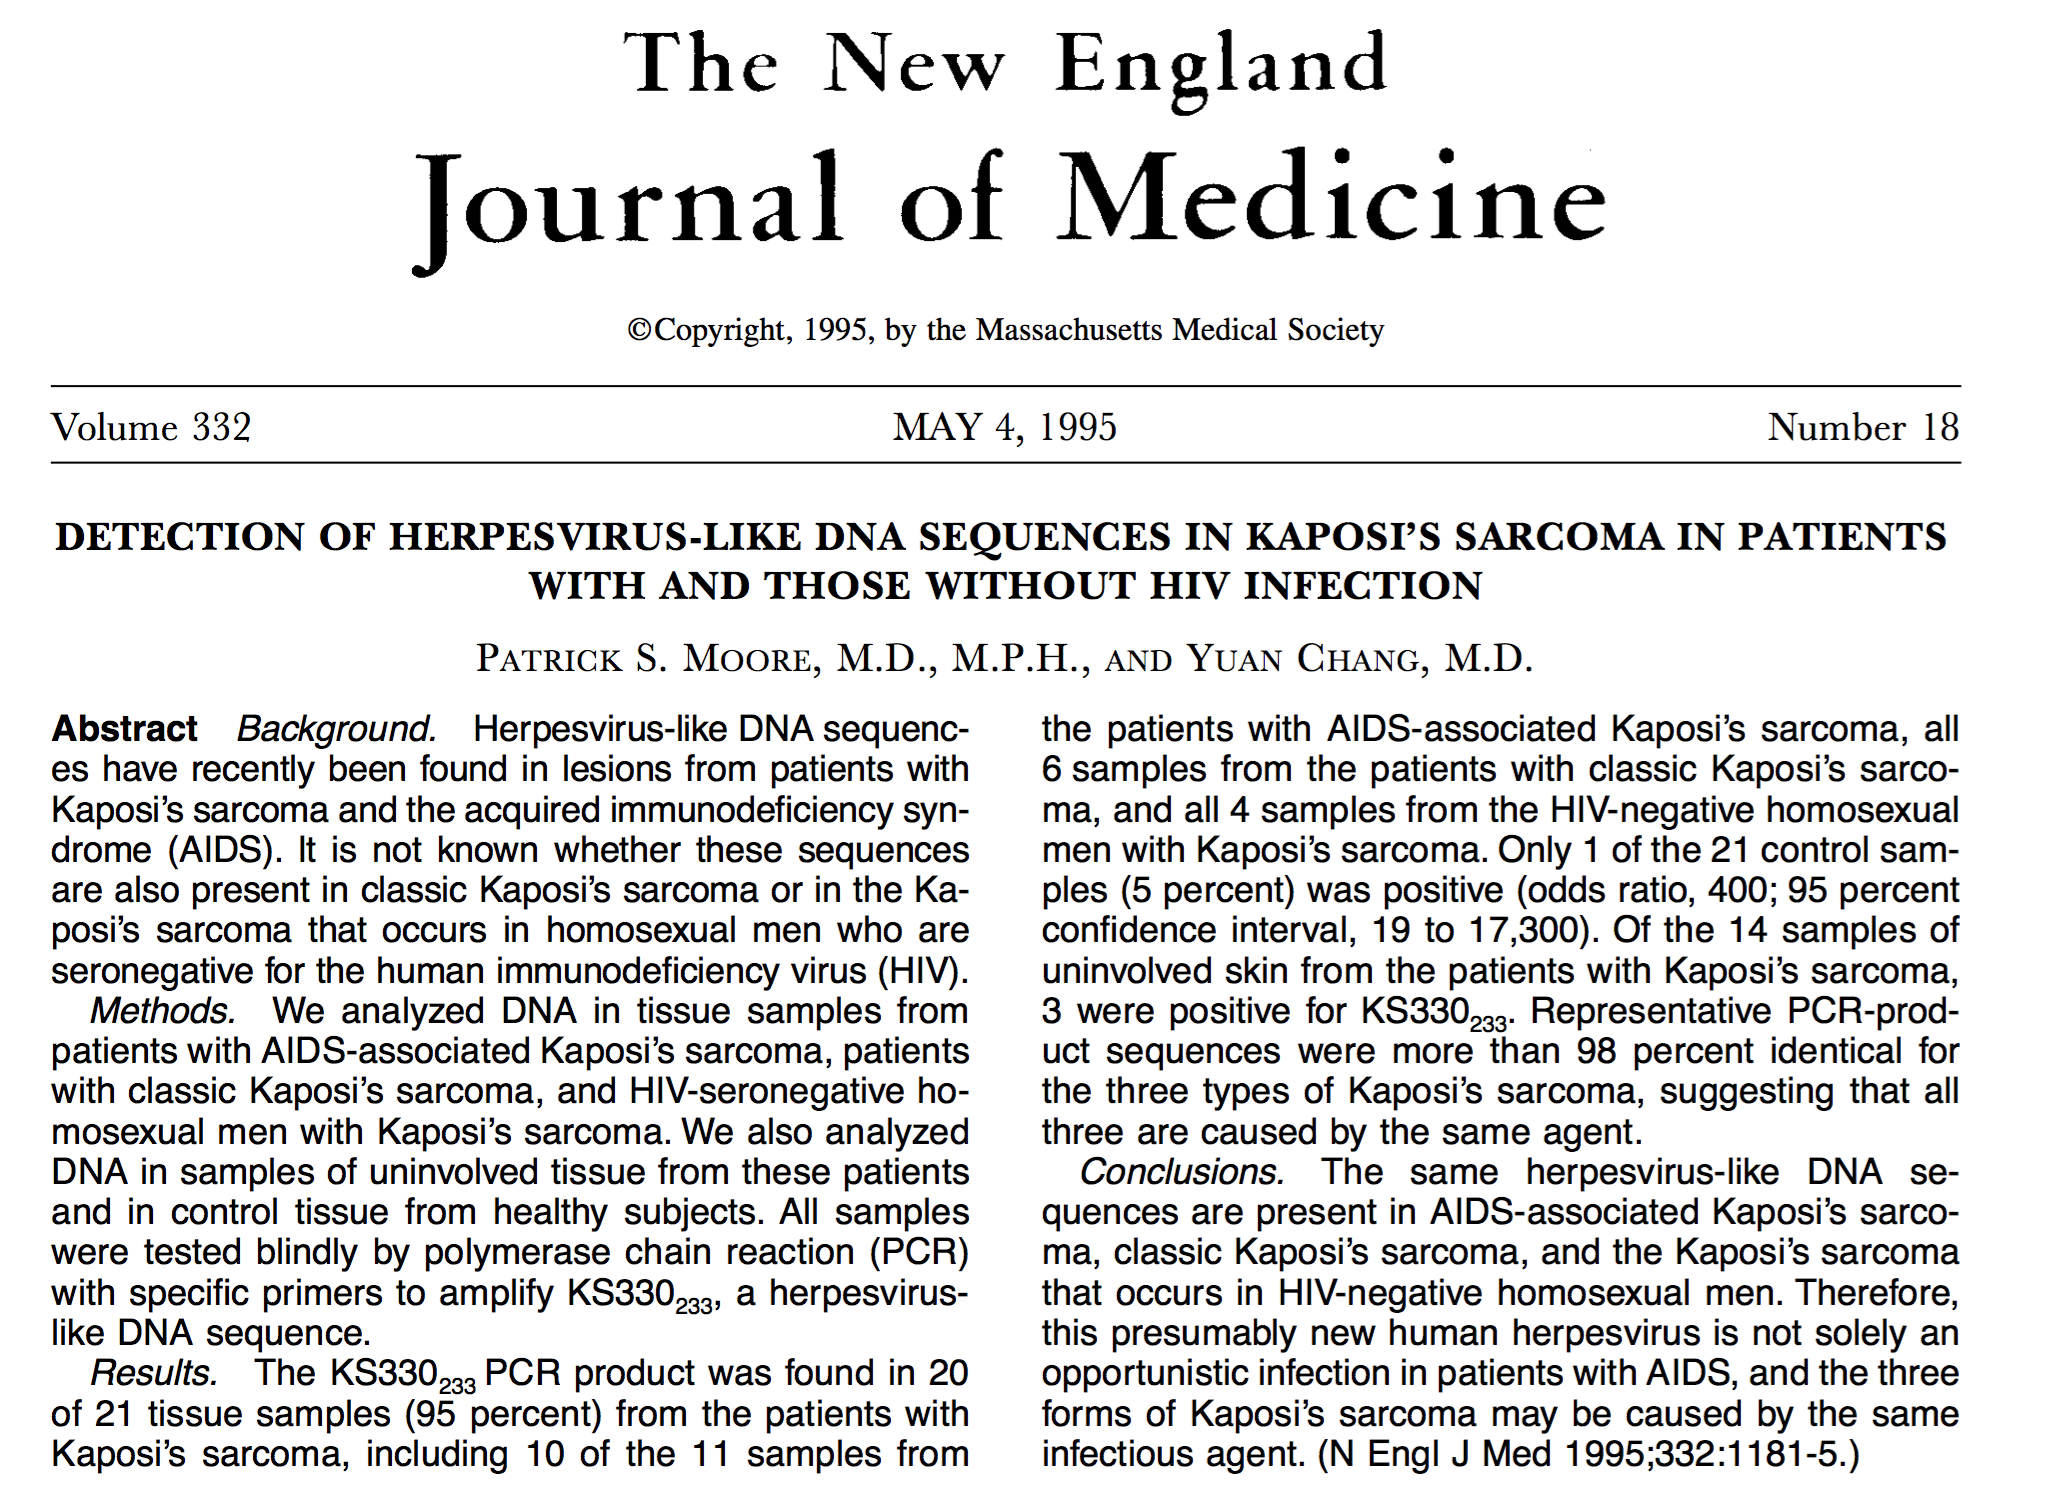 The New England
Journal of Medicine
©Copyright, 1995, by the Massachusetts Medical Society
Volume 332 MAY 4, 1995 Number 18
DETECTION OF HERPESVIRUS-LIKE DNA SEQUENCES IN KAPOSI’S SARCOMA IN PATIENTS
WITH AND THOSE WITHOUT HIV INFECTION
PATRICK S. MOORE, M.D., M.P.H., AND YUAN CHANG, M.D.
Abstract Background. Herpesvirus-like DNA sequenc-
es have recently been found in lesions from patients with
Kaposi’s sarcoma and the acquired immunodeficiency syn-
drome (AIDS). It is not known whether these sequences
are also present in classic Kaposi’s sarcoma or in the Ka-
posi’s sarcoma that occurs in homosexual men who are
seronegative for the human immunodeficiency virus (HIV).
Methods. We analyzed DNA in tissue samples from
patients with AIDS-associated Kaposi’s sarcoma, patients
with classic Kaposi’s sarcoma, and HIV-seronegative ho-
mosexual men with Kaposi’s sarcoma. We also analyzed
DNA in samples of uninvolved tissue from these patients
and in control tissue from healthy subjects. All samples
were tested blindly by polymerase chain reaction (PCR)
with specific primers to amplify KS330233, a herpesvirus-
like DNA sequence.
Results. The KS330233 PCR product was found in 20
of 21 tissue samples (95 percent) from the patients with
Kaposi’s sarcoma, including 10 of the 11 samples from
the patients with AIDS-associated Kaposi’s sarcoma, all
6 samples from the patients with classic Kaposi’s sarco-
ma, and all 4 samples from the HIV-negative homosexual
men with Kaposi’s sarcoma. Only 1 of the 21 control sam-
ples (5 percent) was positive (odds ratio, 400; 95 percent
confidence interval, 19 to 17,300). Of the 14 samples of
uninvolved skin from the patients with Kaposi’s sarcoma,
3 were positive for KS330233. Representative PCR-prod-
uct sequences were more than 98 percent identical for
the three types of Kaposi’s sarcoma, suggesting that all
three are caused by the same agent.
Conclusions. The same herpesvirus-like DNA se-
quences are present in AIDS-associated Kaposi’s sarco-
ma, classic Kaposi’s sarcoma, and the Kaposi’s sarcoma
that occurs in HIV-negative homosexual men. Therefore,
this presumably new human herpesvirus is not solely an
opportunistic infection in patients with AIDS, and the three
forms of Kaposi’s sarcoma may be caused by the same
infectious agent. (N Engl J Med 1995;332:1181-5.)